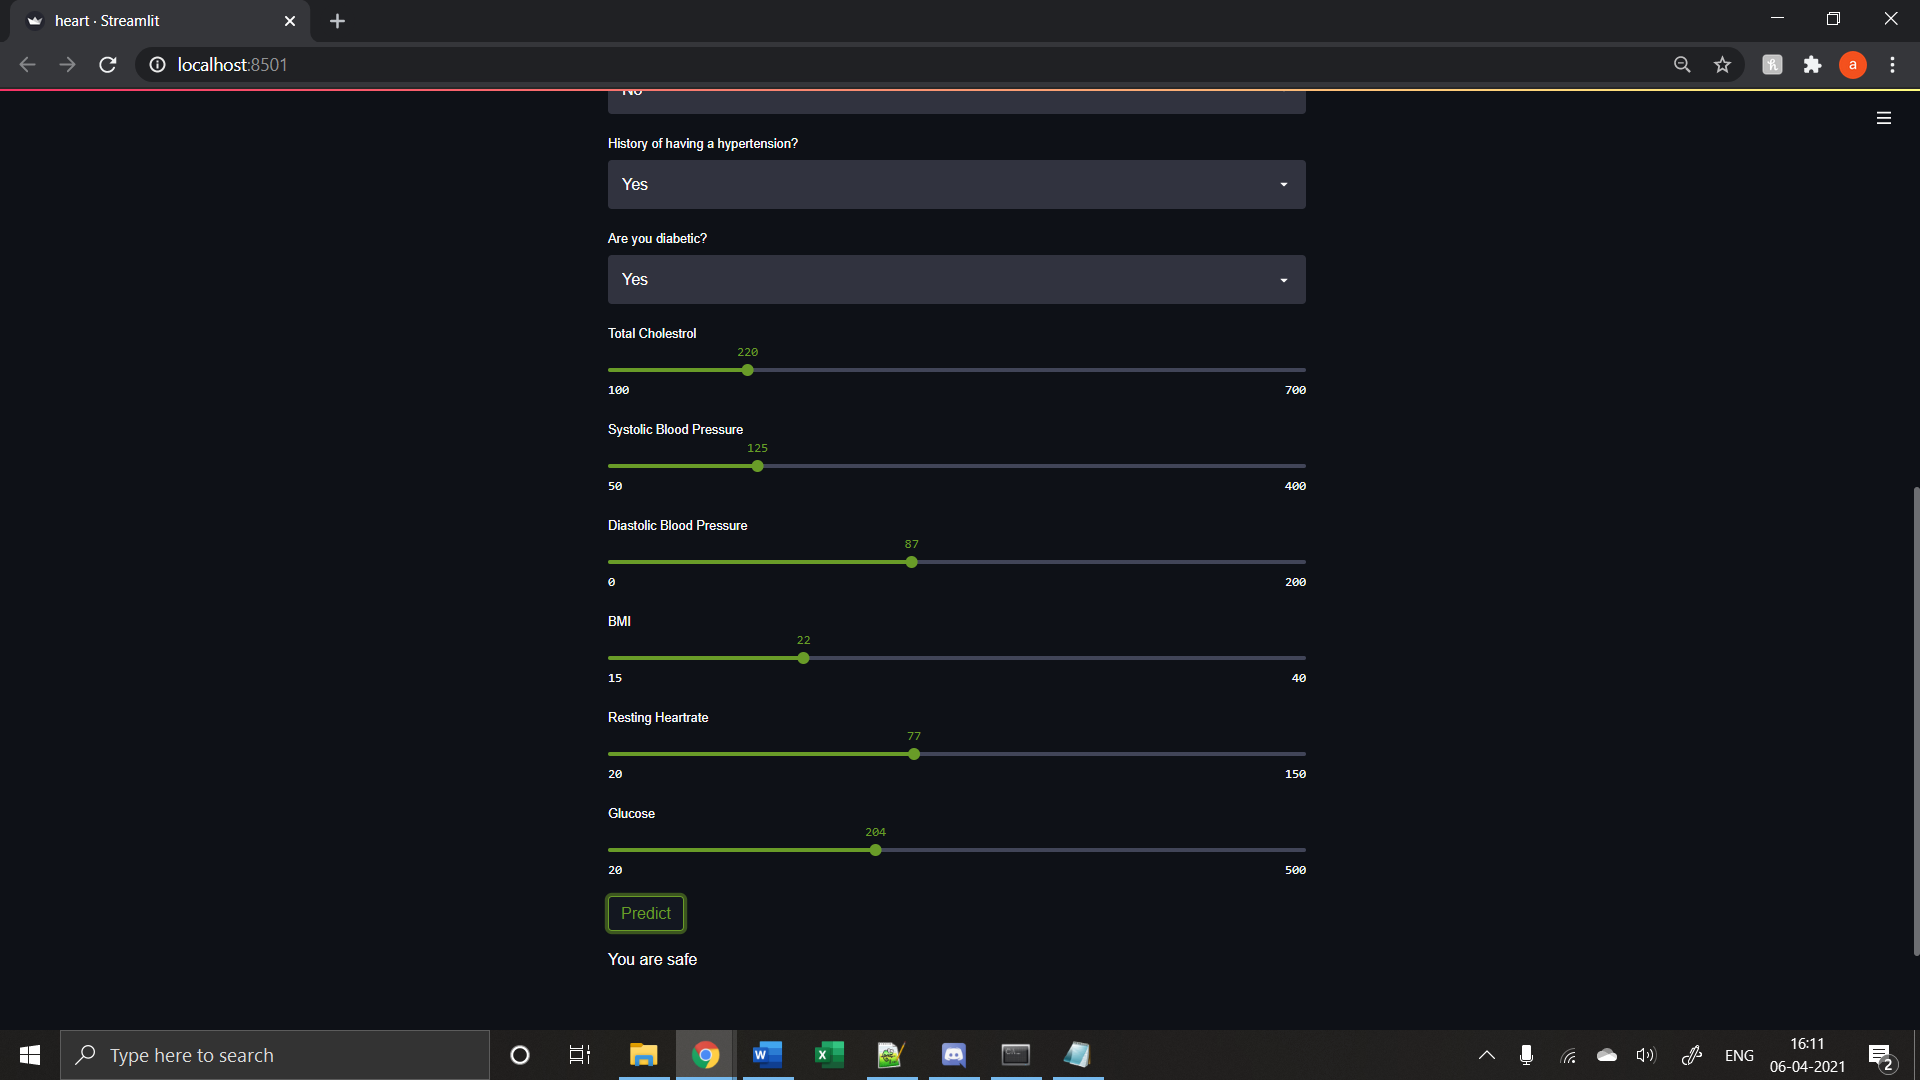 heart · Streamlit
localhost:8501
a
No
History of having a hypertension?
Yes
Are you diabetic?
Yes
Total Cholestrol
220
100 700
Systolic Blood Pressure
125
50 400
Diastolic Blood Pressure
87
0 200
BMI
22
15 40
Resting Heartrate
77
20 150
Glucose
204
20 500
Predict
You are safe
Type here to search
ENG
16:11
06-04-2021
2